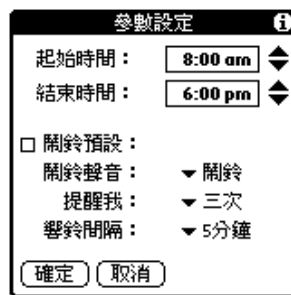 參數設定
起始時間： 8:00 am
結束時間： 6:00 pm
鬧鈴預設：
鬧鈴聲音： 鬧鈴
提醒我： 三次
響鈴間隔： 5分鐘
確定 取消